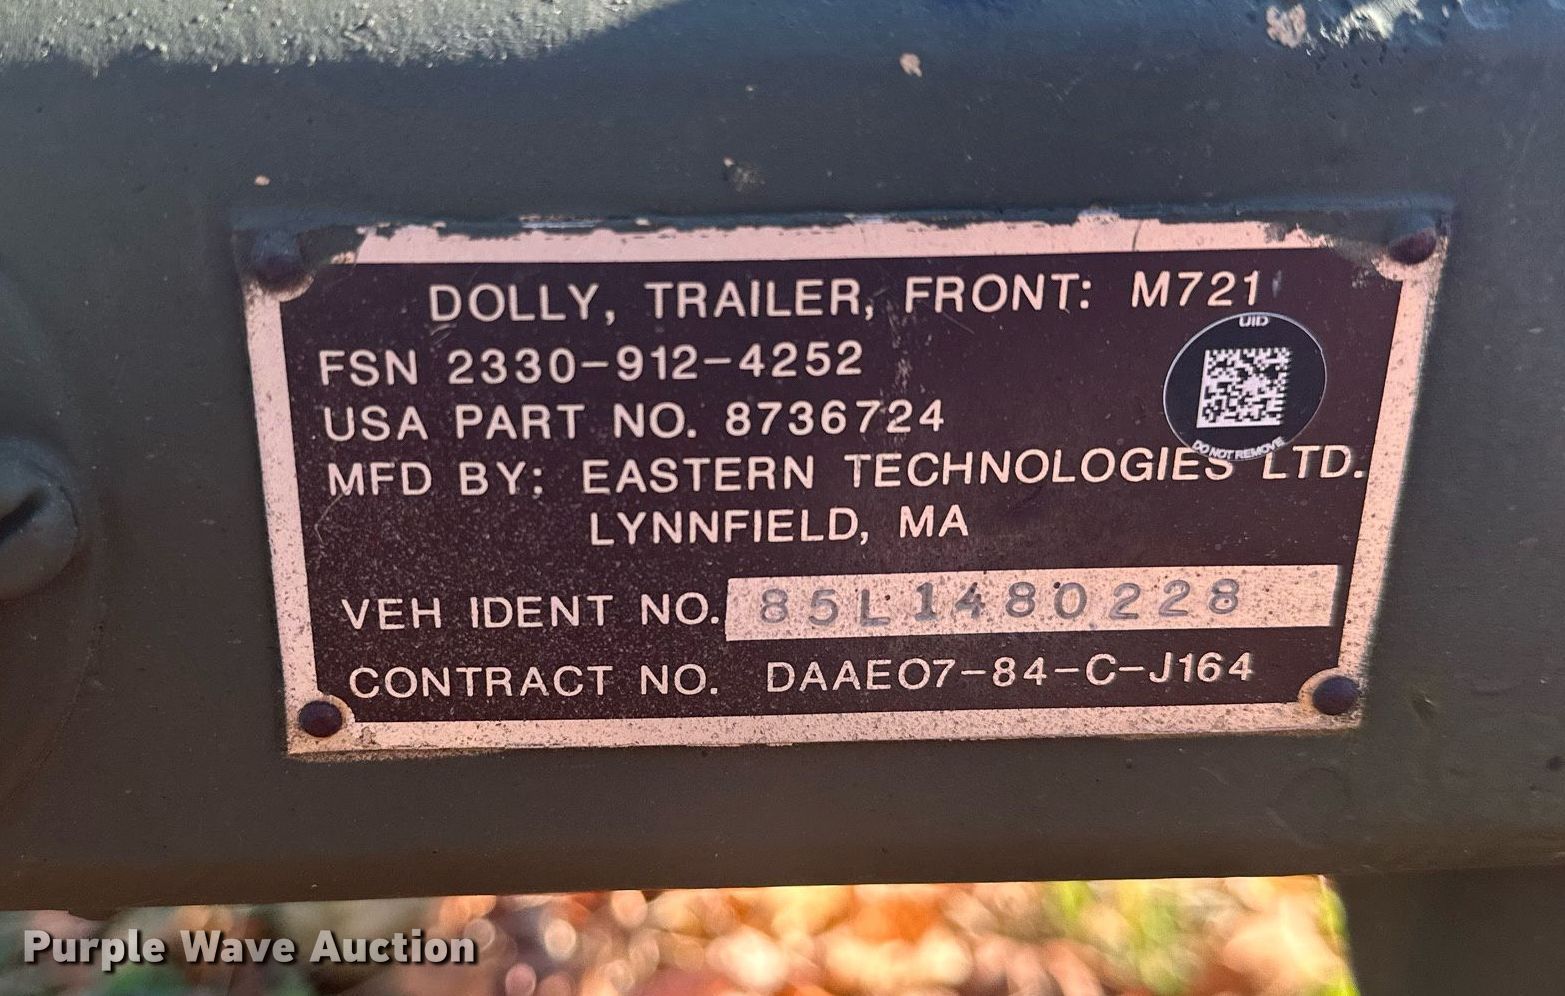 DOLLY, TRAILER, FRONT: M721
UID
FSN 2330-912-4252
USA PART NO. 8736724
DO NOT REMOVE
MFD BY; EASTERN TECHNOLOGIES LTD.
LYNNFIELD, MA
VEH IDENT NO. 85L1480228
CONTRACT NO. DAAE07-84-C-J164
Purple Wave Auction